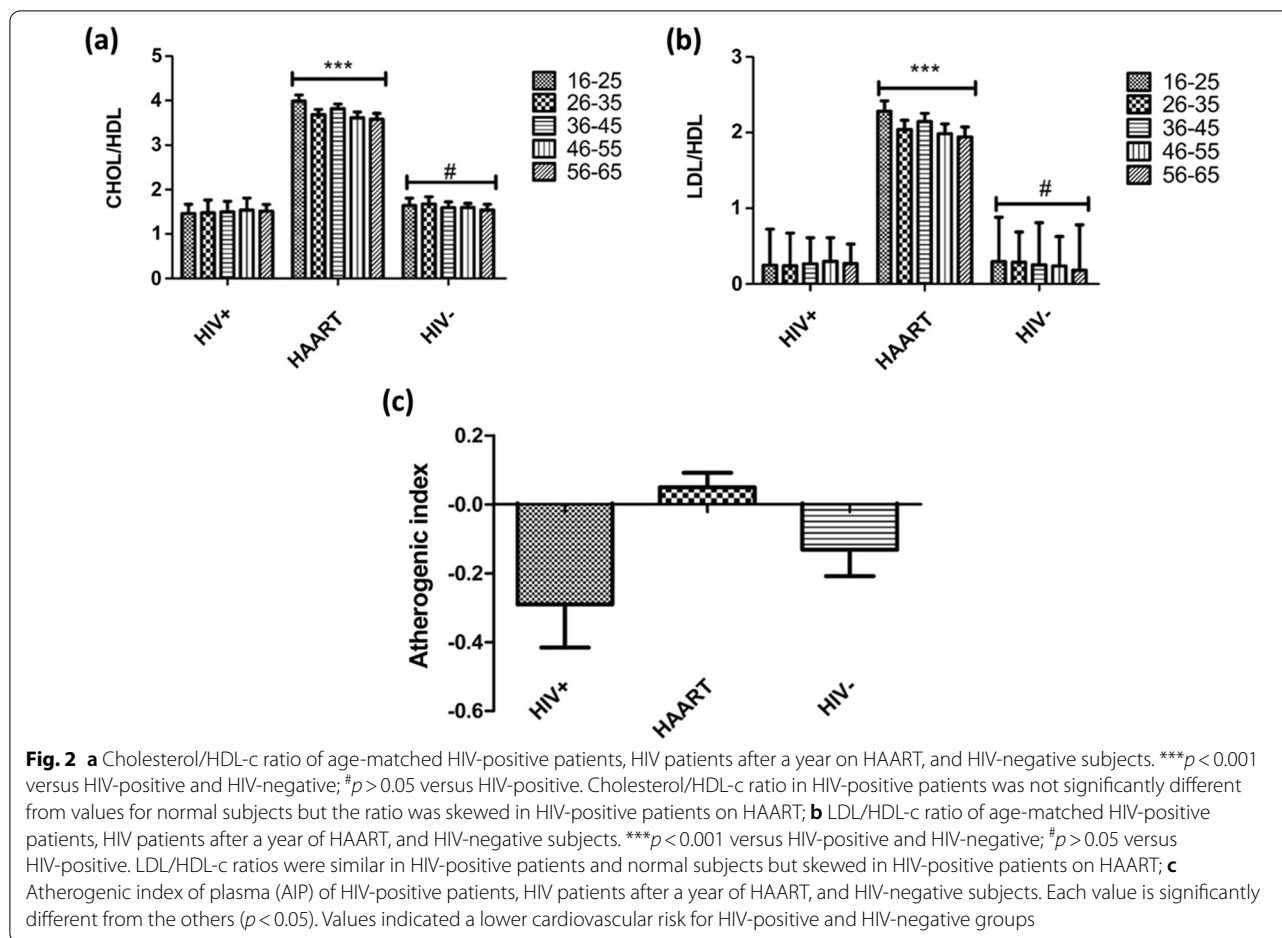 (a)
5
4
3
2
1
0
CHOL/HDL
***
#
HIV+
HAART
HIV-
16-25
26-35
36-45
46-55
56-65
(b)
3
2
1
0
LDL/HDL
***
#
HIV+
HAART
HIV-
16-25
26-35
36-45
46-55
56-65
(c)
0.2
-0.0
-0.2
-0.4
-0.6
Atherogenic index
HIV+
HAART
HIV-
Fig. 2 a Cholesterol/HDL-c ratio of age-matched HIV-positive patients, HIV patients after a year on HAART, and HIV-negative subjects. ***p < 0.001
versus HIV-positive and HIV-negative; #p > 0.05 versus HIV-positive. Cholesterol/HDL-c ratio in HIV-positive patients was not significantly different
from values for normal subjects but the ratio was skewed in HIV-positive patients on HAART; b LDL/HDL-c ratio of age-matched HIV-positive
patients, HIV patients after a year of HAART, and HIV-negative subjects. ***p < 0.001 versus HIV-positive and HIV-negative; #p > 0.05 versus
HIV-positive. LDL/HDL-c ratios were similar in HIV-positive patients and normal subjects but skewed in HIV-positive patients on HAART; c
Atherogenic index of plasma (AIP) of HIV-positive patients, HIV patients after a year of HAART, and HIV-negative subjects. Each value is significantly
different from the others (p < 0.05). Values indicated a lower cardiovascular risk for HIV-positive and HIV-negative groups